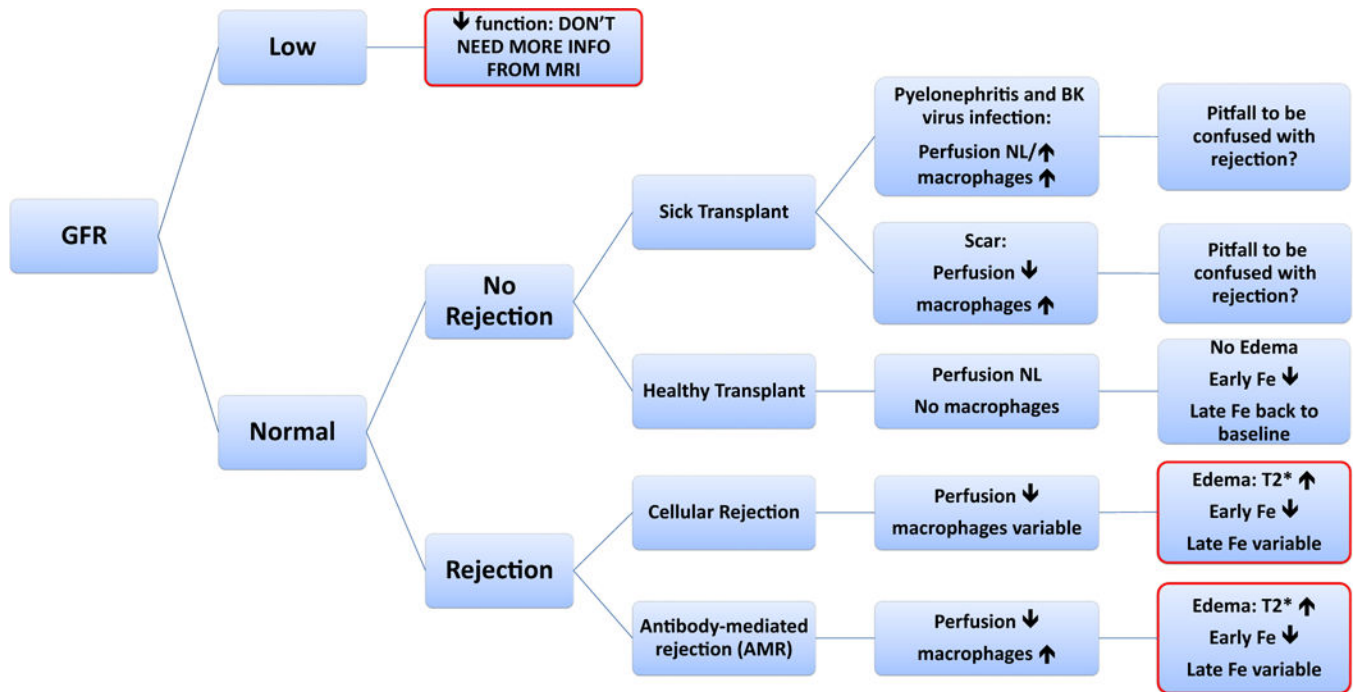 GFR
Low
↓ function: DON’T
NEED MORE INFO
FROM MRI
Normal
No
Rejection
Sick Transplant
Pyelonephritis and BK
virus infection:
Perfusion NL/↑
macrophages ↑
Pitfall to be
confused with
rejection?
Scar:
Perfusion ↓
macrophages ↑
Pitfall to be
confused with
rejection?
Healthy Transplant
Perfusion NL
No macrophages
No Edema
Early Fe ↓
Late Fe back to
baseline
Rejection
Cellular Rejection
Perfusion ↓
macrophages variable
Edema: T2* ↑
Early Fe ↓
Late Fe variable
Antibody-mediated
rejection (AMR)
Perfusion ↓
macrophages ↑
Edema: T2* ↑
Early Fe ↓
Late Fe variable